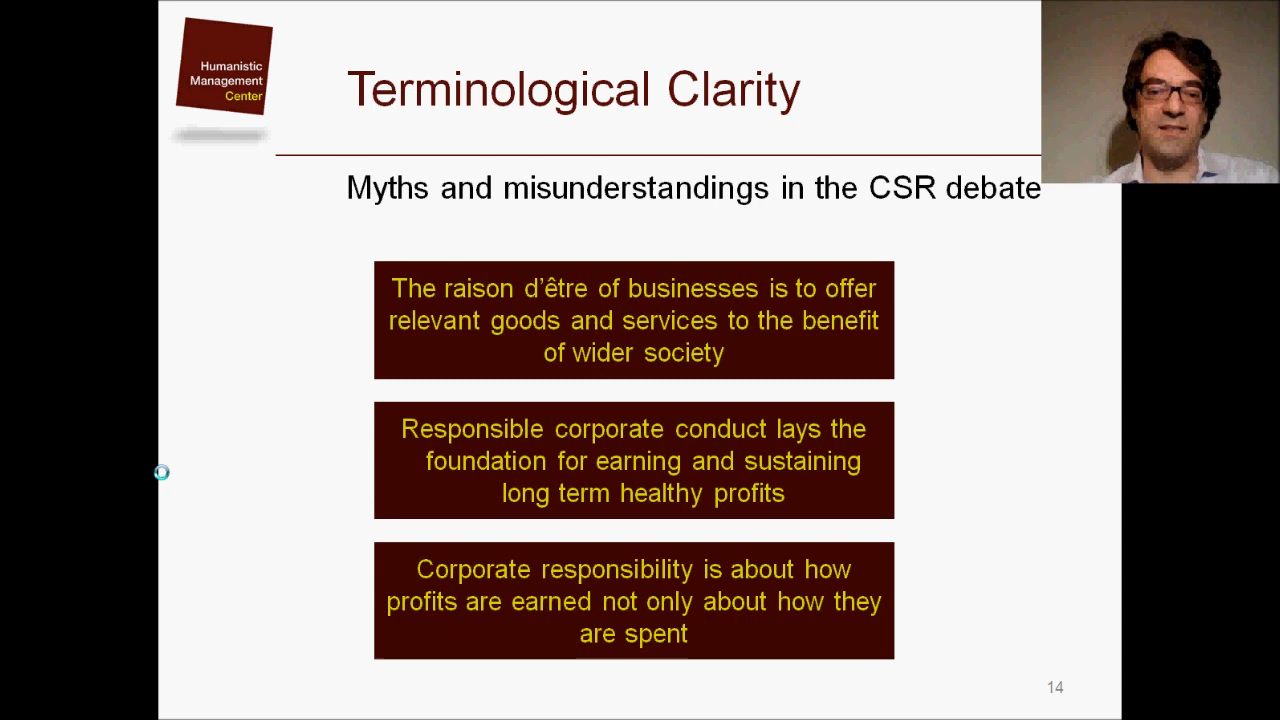 Humanistic
Management
Center
Terminological Clarity
Myths and misunderstandings in the CSR debate
The raison d’être of businesses is to offer
relevant goods and services to the benefit
of wider society
Responsible corporate conduct lays the
foundation for earning and sustaining
long term healthy profits
Corporate responsibility is about how
profits are earned not only about how they
are spent
14